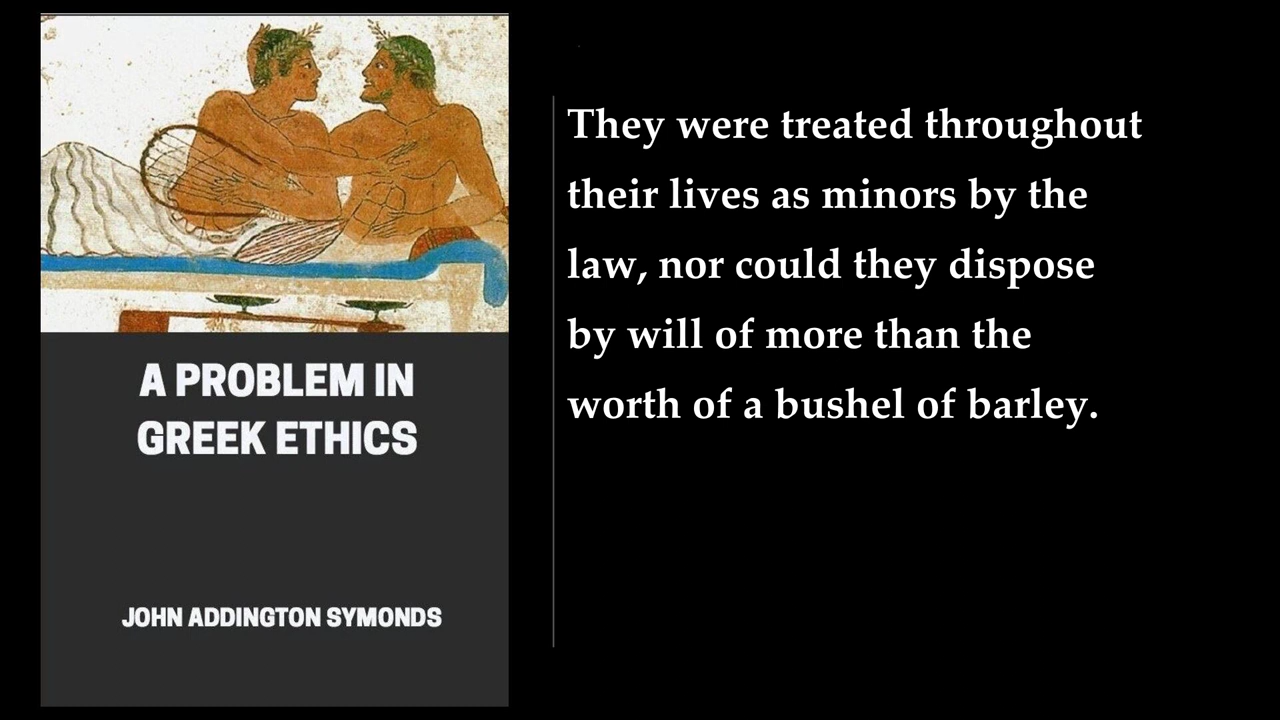 A PROBLEM IN
GREEK ETHICS
JOHN ADDINGTON SYMONDS
They were treated throughout
their lives as minors by the
law, nor could they dispose
by will of more than the
worth of a bushel of barley.